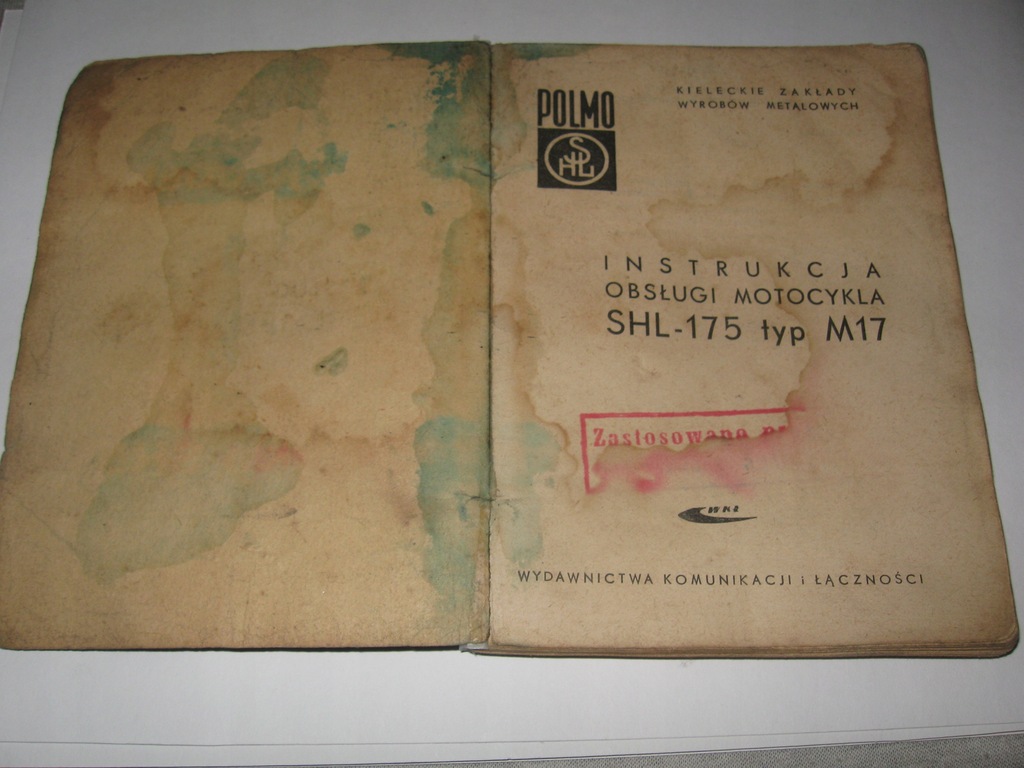 POLMO
SHL
KIELECKIE ZAKŁADY
WYROBÓW METALOWYCH
INSTRUKCJA
OBSŁUGI MOTOCYKLA
SHL-175 typ M17
Zastosowano
WKŁ
WYDAWNICTWA KOMUNIKACJI i ŁĄCZNOŚCI